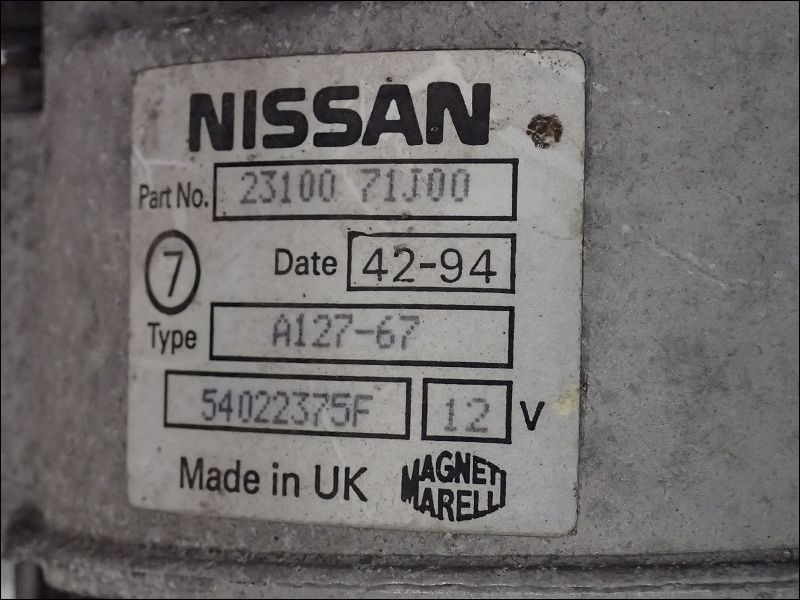 NISSAN
Part No. 23100 71J00
7 Date 42-94
Type A127-67
54022375F 12 V
Made in UK MAGNETI MARELLI